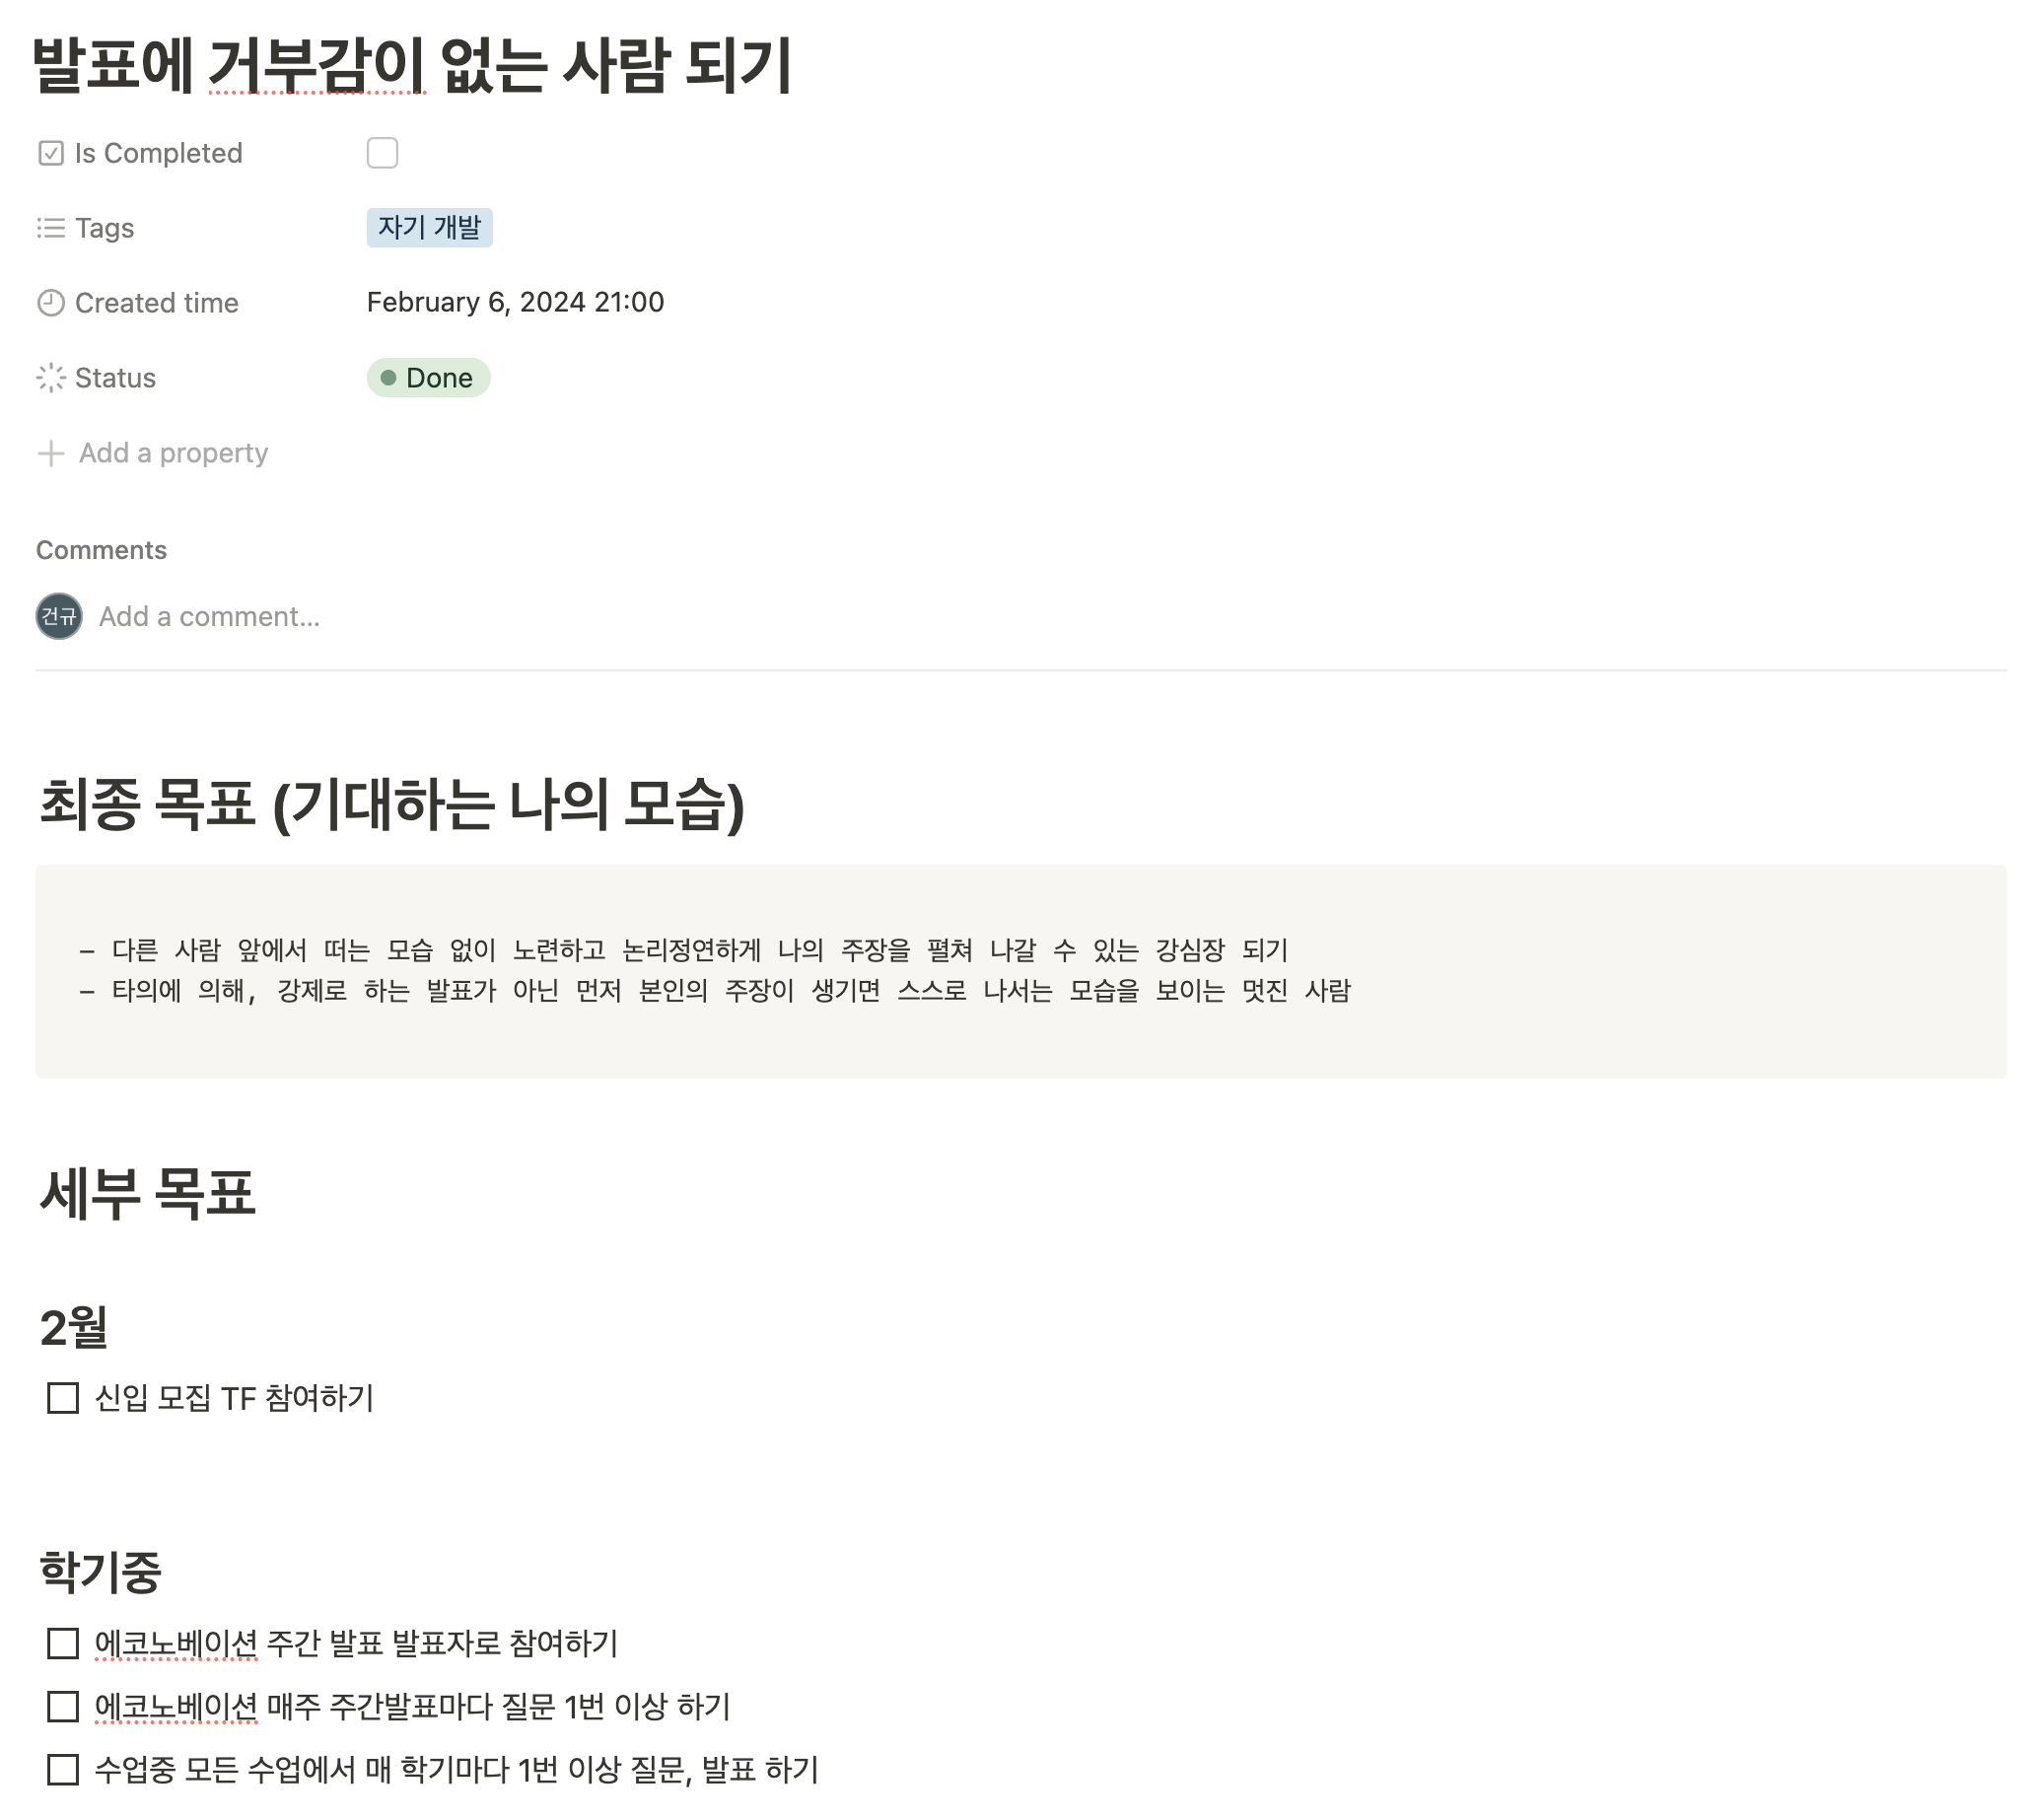 발표에 거부감이 없는 사람 되기
Is Completed
Tags 자기 개발
Created time February 6, 2024 21:00
Status Done
Add a property
Comments
건규 Add a comment...
최종 목표 (기대하는 나의 모습)
- 다른 사람 앞에서 떠는 모습 없이 노련하고 논리정연하게 나의 주장을 펼쳐 나갈 수 있는 강심장 되기
- 타의에 의해, 강제로 하는 발표가 아닌 먼저 본인의 주장이 생기면 스스로 나서는 모습을 보이는 멋진 사람
세부 목표
2월
신입 모집 TF 참여하기
학기중
에코노베이션 주간 발표 발표자로 참여하기
에코노베이션 매주 주간발표마다 질문 1번 이상 하기
수업중 모든 수업에서 매 학기마다 1번 이상 질문, 발표 하기